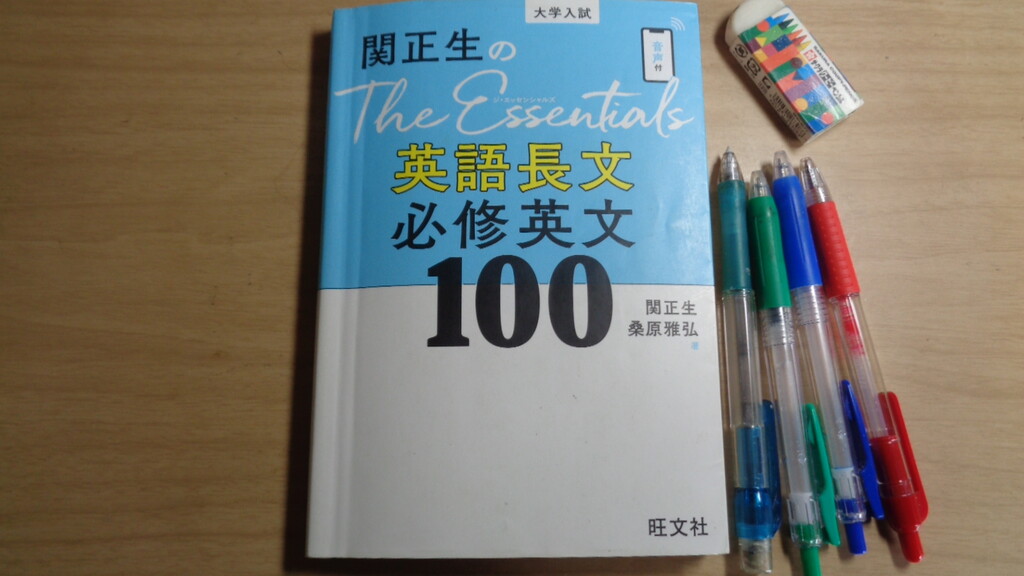 大学入試
関正生の
音声付
The Essentials
ジ・エッセンシャルズ
英語長文
必修英文
100
関正生
桑原雅弘
著
旺文社